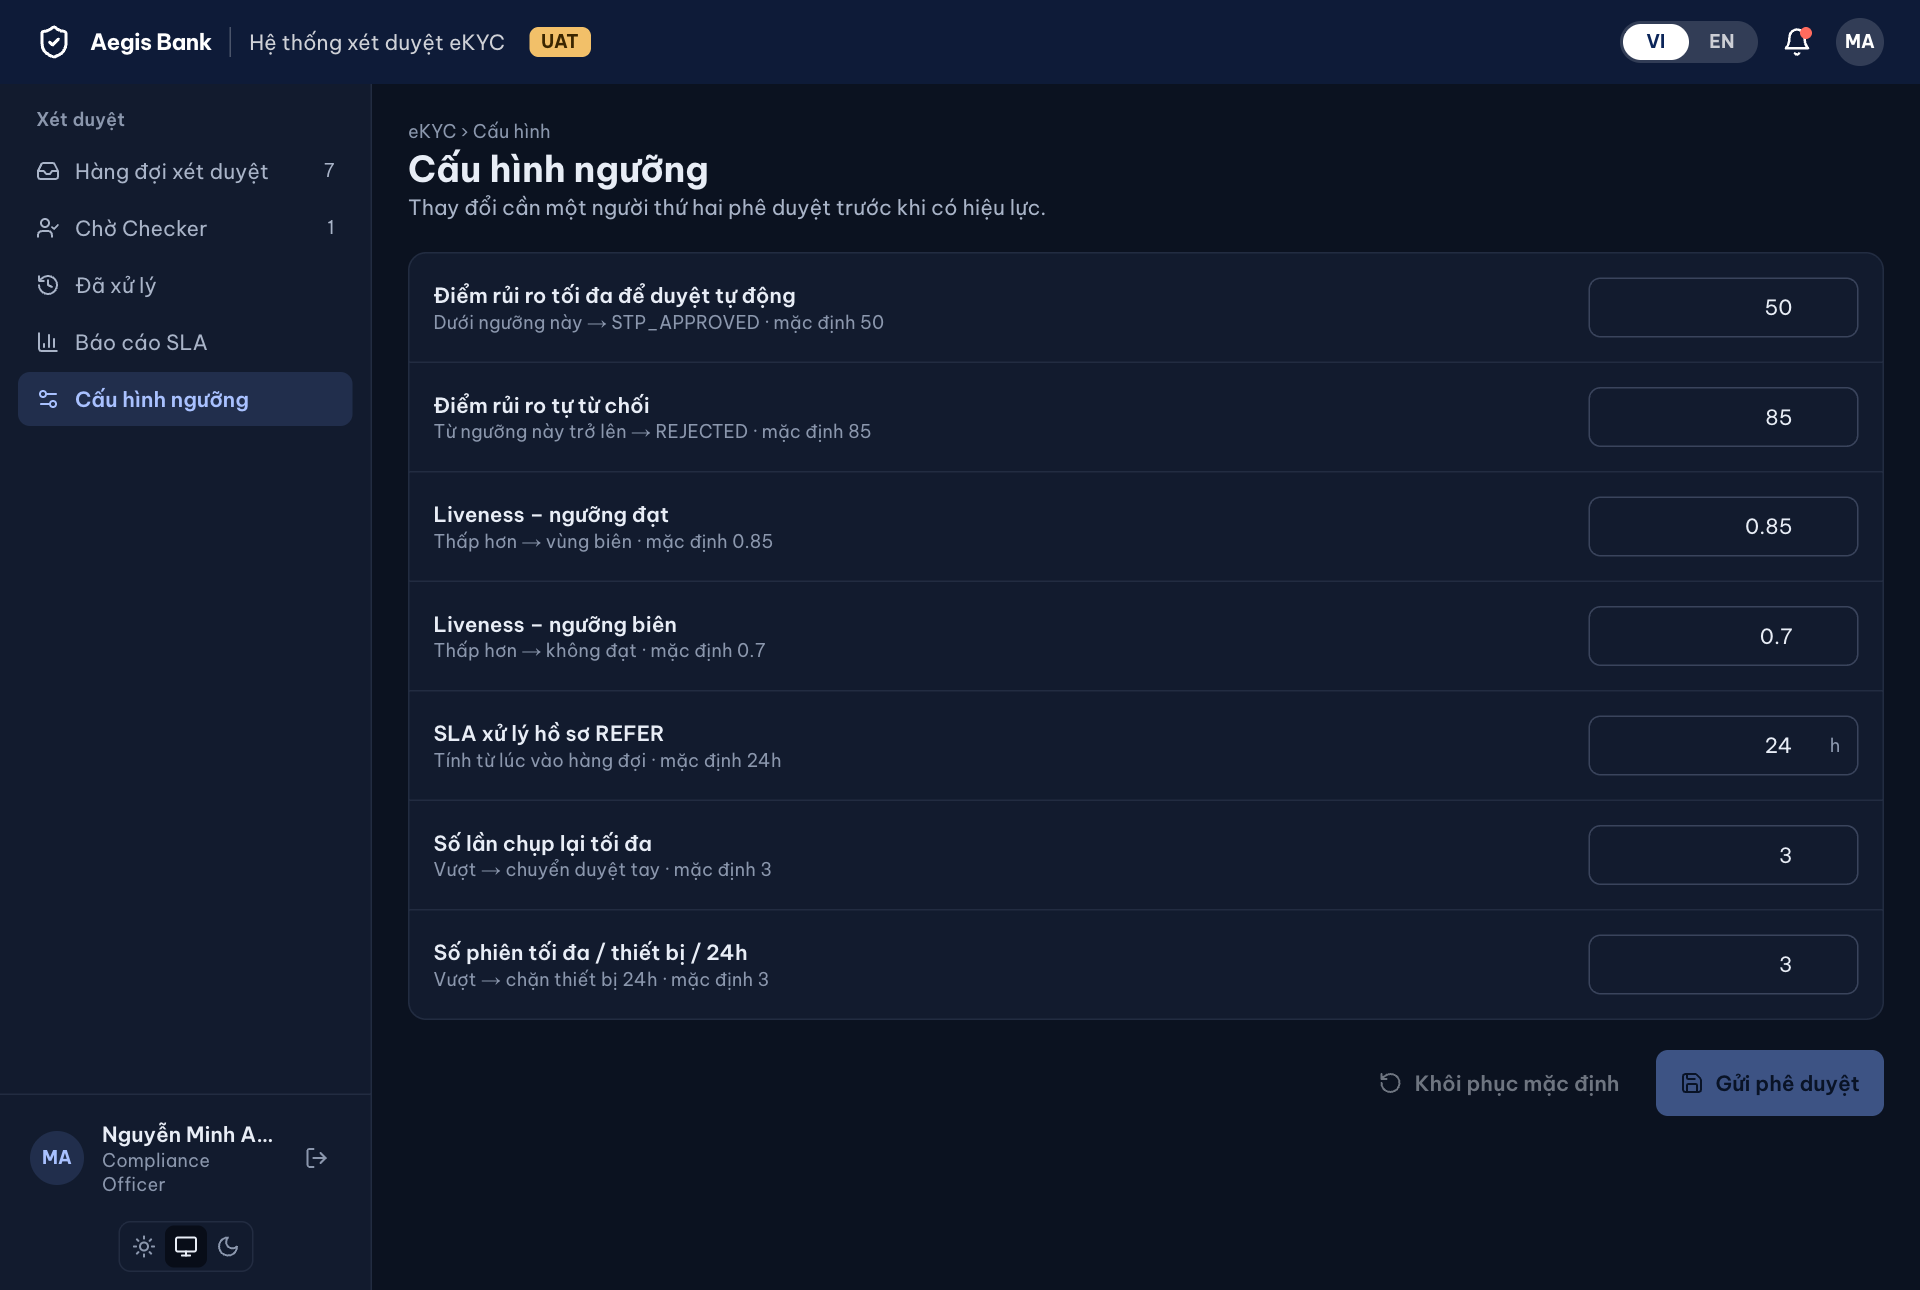 Aegis Bank
Hệ thống xét duyệt eKYC
UAT
VI
EN
MA
Xét duyệt
Hàng đợi xét duyệt 7
Chờ Checker 1
Đã xử lý
Báo cáo SLA
Cấu hình ngưỡng
eKYC › Cấu hình
Cấu hình ngưỡng
Thay đổi cần một người thứ hai phê duyệt trước khi có hiệu lực.
Điểm rủi ro tối đa để duyệt tự động
Dưới ngưỡng này → STP_APPROVED · mặc định 50
50
Điểm rủi ro tự từ chối
Từ ngưỡng này trở lên → REJECTED · mặc định 85
85
Liveness – ngưỡng đạt
Thấp hơn → vùng biên · mặc định 0.85
0.85
Liveness – ngưỡng biên
Thấp hơn → không đạt · mặc định 0.7
0.7
SLA xử lý hồ sơ REFER
Tính từ lúc vào hàng đợi · mặc định 24h
24 h
Số lần chụp lại tối đa
Vượt → chuyển duyệt tay · mặc định 3
3
Số phiên tối đa / thiết bị / 24h
Vượt → chặn thiết bị 24h · mặc định 3
3
Khôi phục mặc định
Gửi phê duyệt
MA
Nguyễn Minh A...
Compliance
Officer